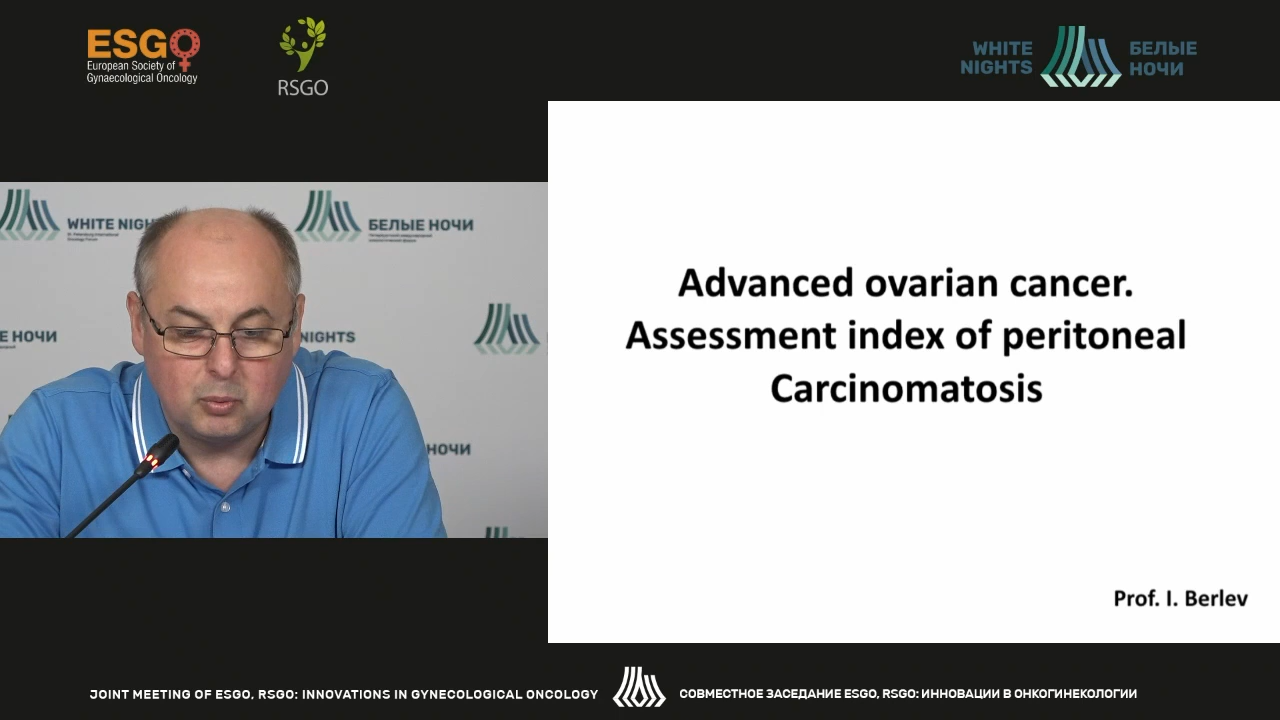 ESGO
European Society of
Gynaecological Oncology
RSGO
WHITE
NIGHTS
БЕЛЫЕ
НОЧИ
WHITE NIGH
БЕЛЫЕ НОЧИ
Е НОЧИ
NIGHTS
НОЧИ
Advanced ovarian cancer.
Assessment index of peritoneal
Carcinomatosis
Prof. I. Berlev
JOINT MEETING OF ESGO, RSGO: INNOVATIONS IN GYNECOLOGICAL ONCOLOGY
СОВМЕСТНОЕ ЗАСЕДАНИЕ ESGO, RSGO: ИННОВАЦИИ В ОНКОГИНЕКОЛОГИИ